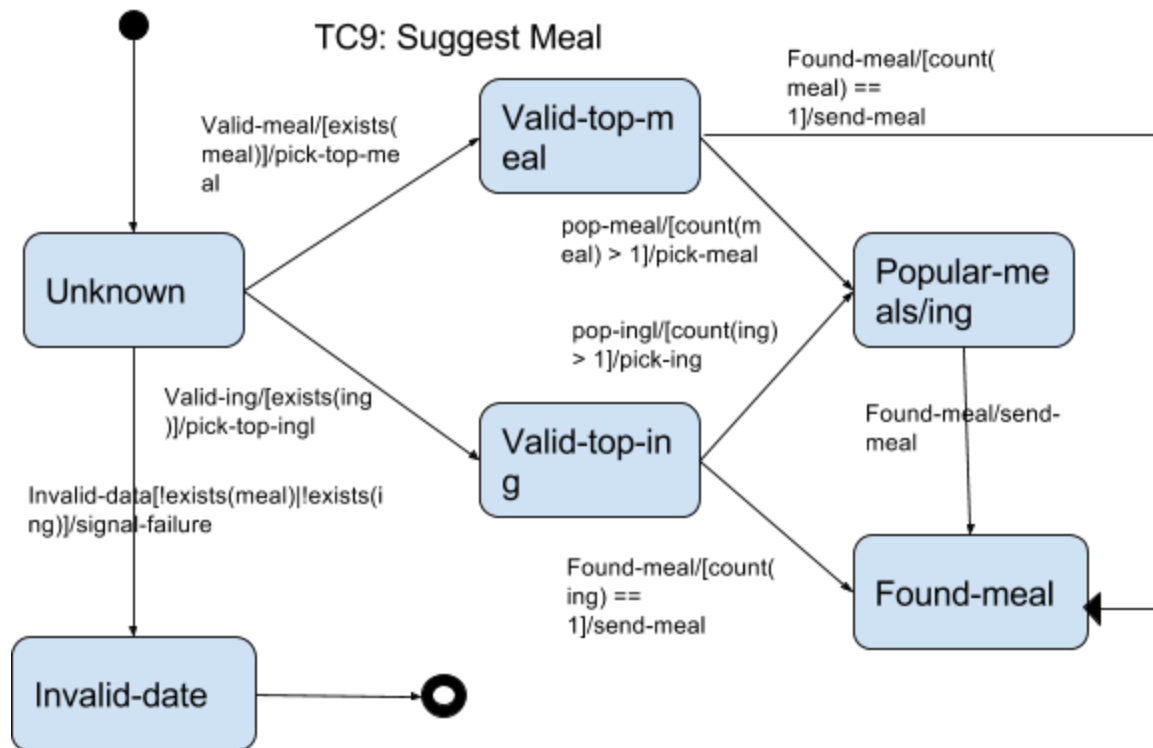 TC9: Suggest Meal
Found-meal/[count(
meal) ==
1]/send-meal
Valid-meal/[exists(
meal)]/pick-top-me
al
Valid-top-m
eal
pop-meal/[count(m
eal) > 1]/pick-meal
Unknown
Popular-me
als/ing
pop-ingl/[count(ing)
> 1]/pick-ing
Valid-ing/[exists(ing
)]/pick-top-ingl
Valid-top-in
g
Found-meal/send-
meal
Invalid-data[!exists(meal)|!exists(i
ng)]/signal-failure
Found-meal/[count(
ing) ==
1]/send-meal
Found-meal
Invalid-date